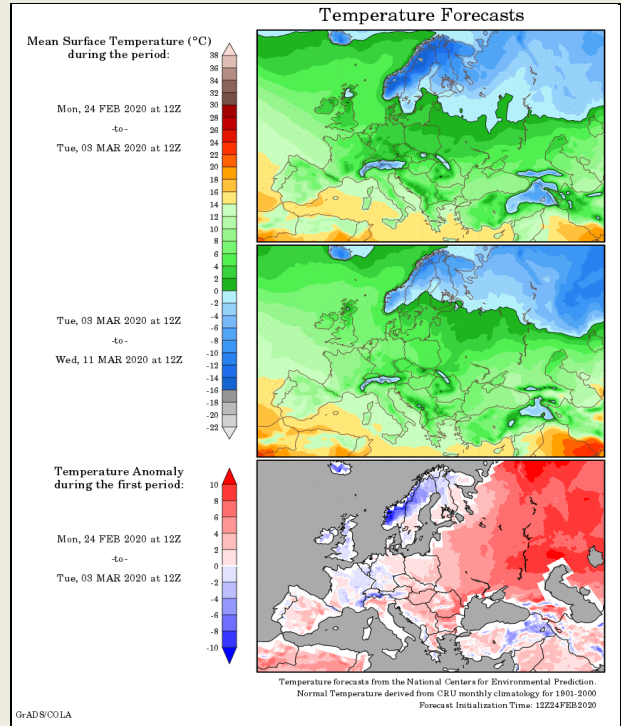 Temperature Forecasts
Mean Surface Temperature (°C)
during the period:
Mon, 24 FEB 2020 at 12Z
-to-
Tue, 03 MAR 2020 at 12Z
38
36
34
32
30
28
26
24
22
20
18
16
14
12
10
8
6
4
2
0
-2
-4
-6
-8
-10
-12
-14
-16
-18
-20
-22
Tue, 03 MAR 2020 at 12Z
-to-
Wed, 11 MAR 2020 at 12Z
Temperature Anomaly
during the first period:
Mon, 24 FEB 2020 at 12Z
-to-
Tue, 03 MAR 2020 at 12Z
10
8
6
4
2
0
-2
-4
-6
-8
-10
Temperature forecasts from the National Centers for Environmental Prediction.
Normal Temperature derived from CRU monthly climatology for 1901-2000
Forecast Initialization Time: 12Z24FEB2020
GrADS/COLA